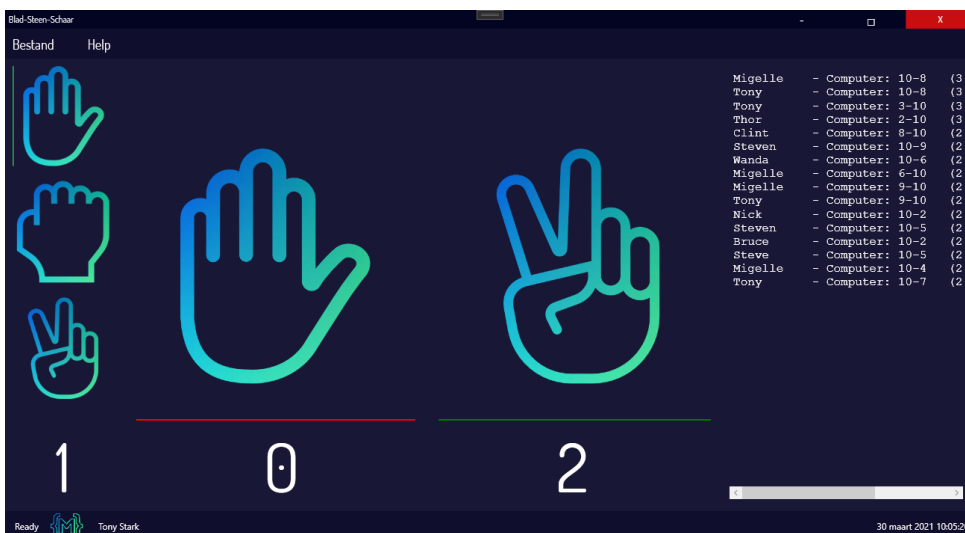 Blad-Steen-Schaar
Bestand Help
Migelle - Computer: 10-8 (3
Tony - Computer: 10-8 (3
Tony - Computer: 3-10 (3
Thor - Computer: 2-10 (3
Clint - Computer: 8-10 (2
Steven - Computer: 10-9 (2
Wanda - Computer: 10-6 (2
Migelle - Computer: 6-10 (2
Migelle - Computer: 9-10 (2
Tony - Computer: 9-10 (2
Nick - Computer: 10-2 (2
Steven - Computer: 10-5 (2
Bruce - Computer: 10-2 (2
Steve - Computer: 10-5 (2
Migelle - Computer: 10-4 (2
Tony - Computer: 10-7 (2
1 0 2
Ready {M} Tony Stark 30 maart 2021 10:05:20